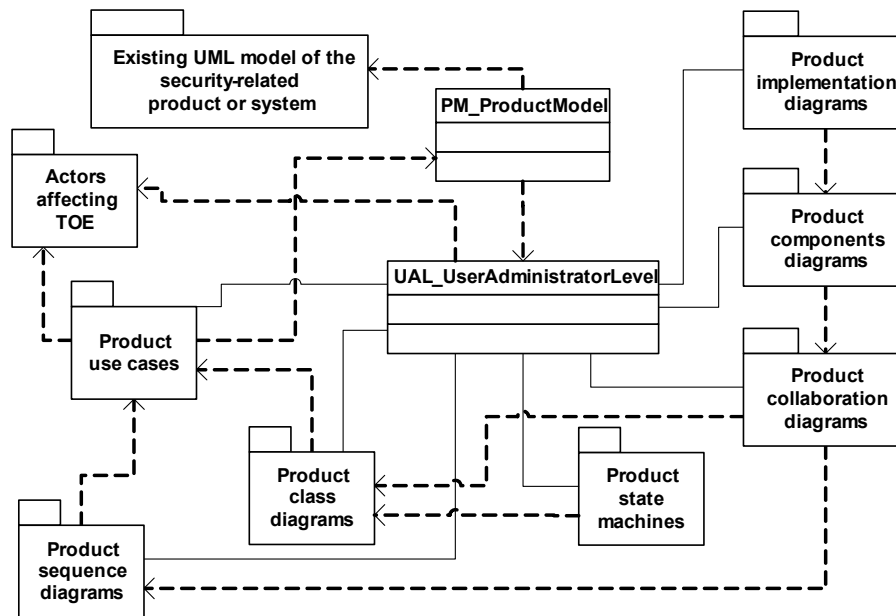 Existing UML model of the
security-related
product or system
Product
implementation
diagrams
PM_ProductModel
Actors
affecting
TOE
Product
components
diagrams
UAL_UserAdministratorLevel
Product
use cases
Product
collaboration
diagrams
Product
class
diagrams
Product
state
machines
Product
sequence
diagrams